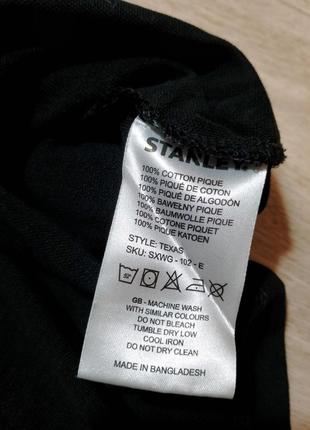 STANLEY
100% COTTON PIQUE
100% PIQUÉ DE COTON
100% PIQUÉ DE ALGODÓN
100% BAWEŁNY PIQUE
100% BAUMWOLLE PIQUE
100% COTONE PIQUET
100% PIQUE KATOEN
STYLE: TEXAS
SKU: SXWG - 102 - E
GB - MACHINE WASH
WITH SIMILAR COLOURS
DO NOT BLEACH
TUMBLE DRY LOW
COOL IRON
DO NOT DRY CLEAN
MADE IN BANGLADESH